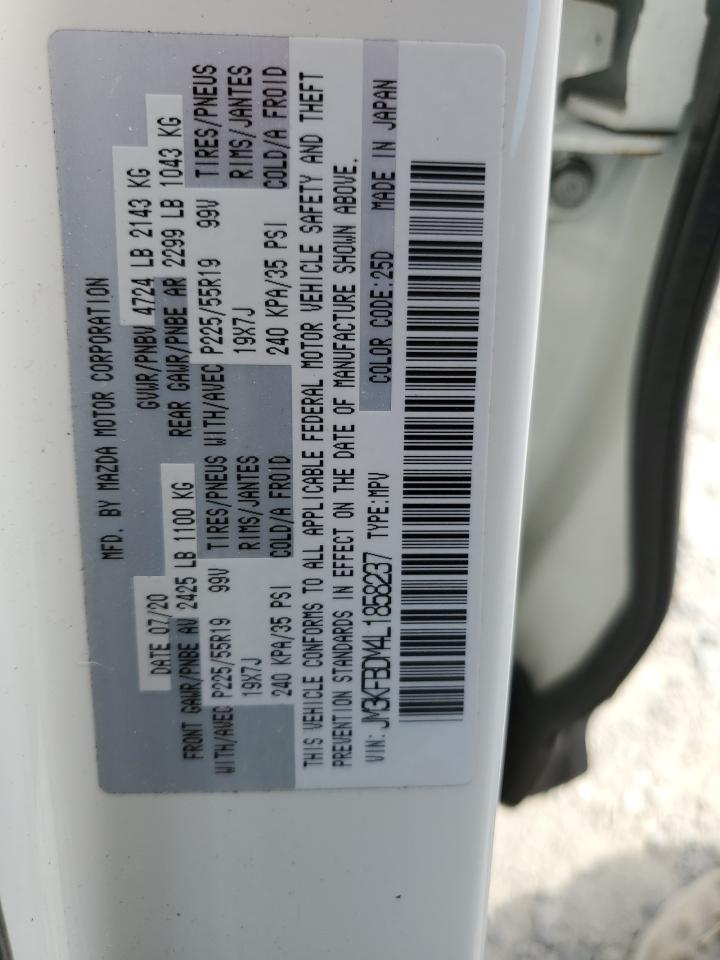 MFD. BY MAZDA MOTOR CORPORATION
DATE 07/20 GVWR/PNBV 4724 LB 2143 KG
FRONT GAWR/PNBE AV 2425 LB 1100 KG REAR GAWR/PNBE AR 2299 LB 1043 KG
WITH/AVEC P225/55R19 99V TIRES/PNEUS WITH/AVEC P225/55R19 99V TIRES/PNEUS
19X7J RIMS/JANTES 19X7J RIMS/JANTES
240 KPA/35 PSI COLD/A FROID 240 KPA/35 PSI COLD/A FROID
THIS VEHICLE CONFORMS TO ALL APPLICABLE FEDERAL MOTOR VEHICLE SAFETY AND THEFT
PREVENTION STANDARDS IN EFFECT ON THE DATE OF MANUFACTURE SHOWN ABOVE.
VIN: JM3KFBDM4L1858237 TYPE:MPV COLOR CODE:25D MADE IN JAPAN